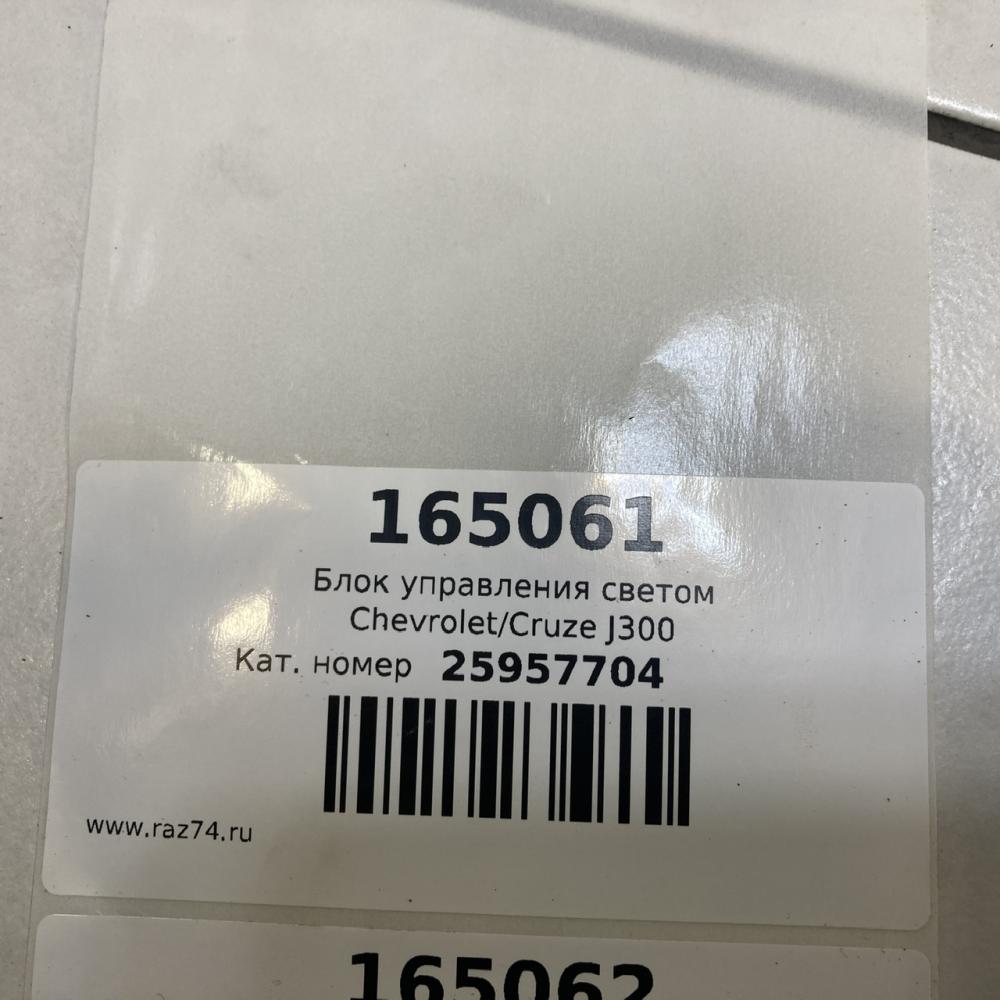 165061
Блок управления светом
Chevrolet/Cruze J300
Кат. номер 25957704
www.raz74.ru
165062